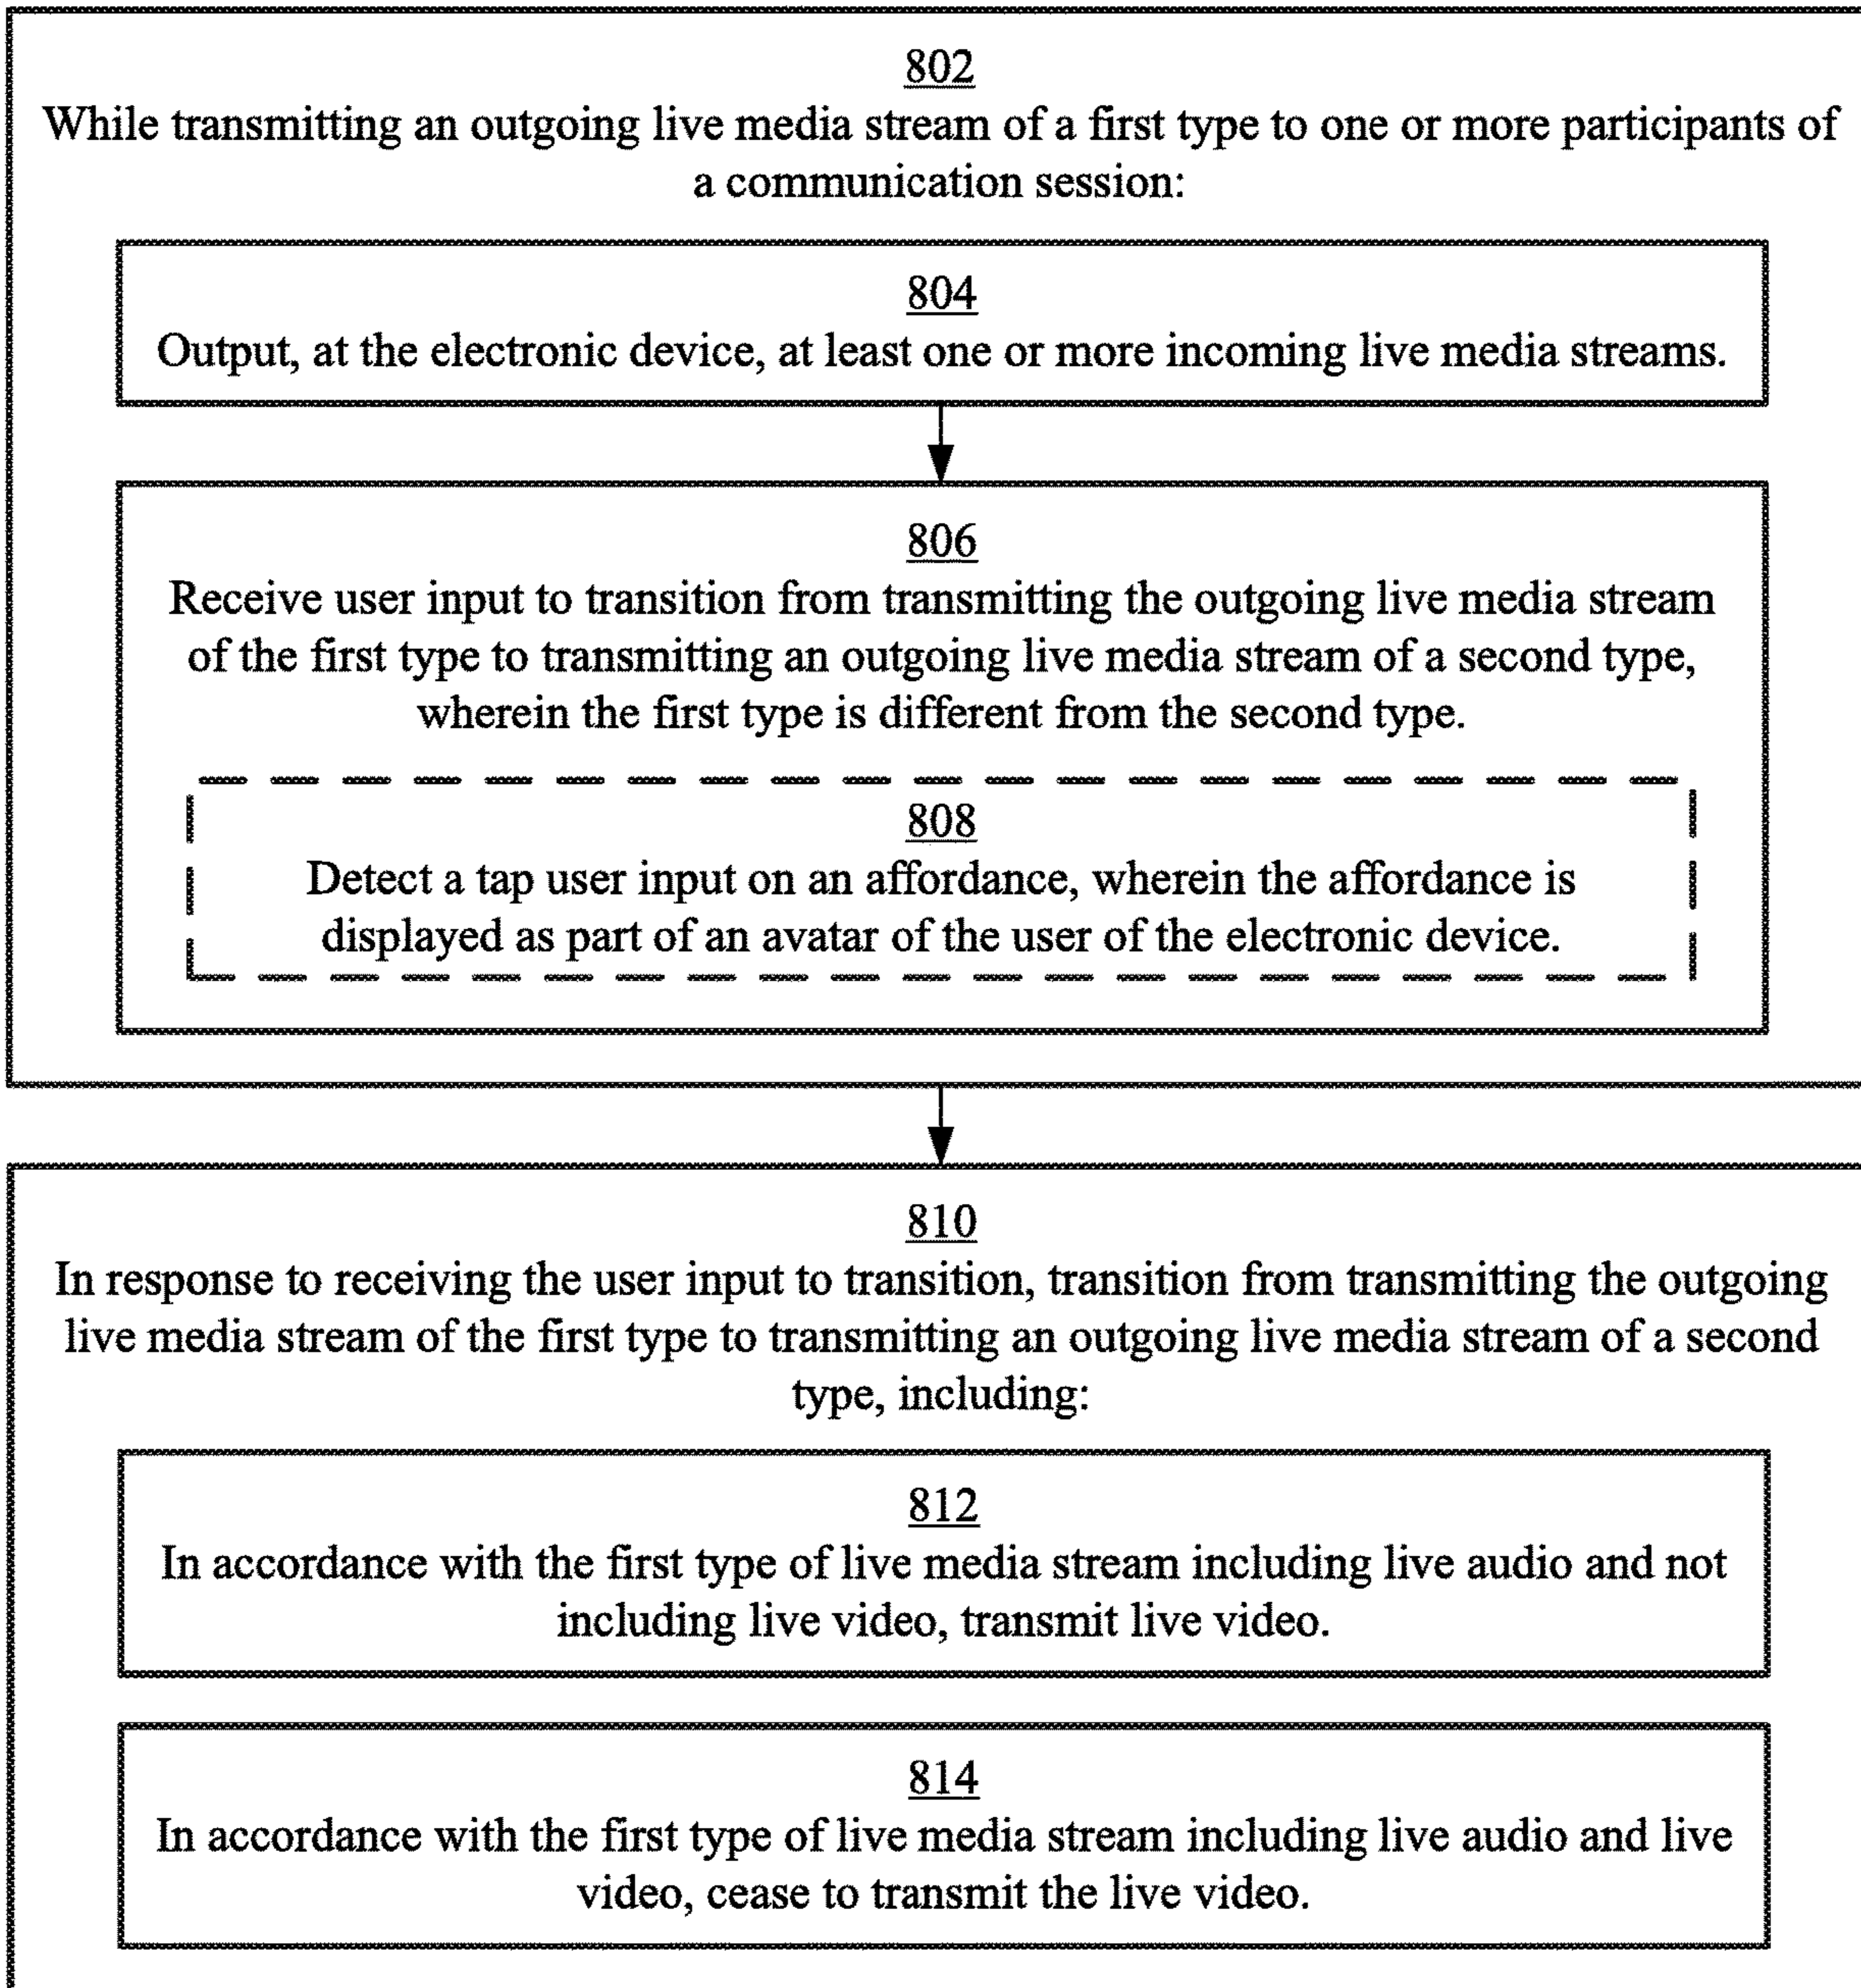 802
While transmitting an outgoing live media stream of a first type to one or more participants of
a communication session:
804
Output, at the electronic device, at least one or more incoming live media streams.
806
Receive user input to transition from transmitting the outgoing live media stream
of the first type to transmitting an outgoing live media stream of a second type,
wherein the first type is different from the second type.
808
Detect a tap user input on an affordance, wherein the affordance is
displayed as part of an avatar of the user of the electronic device.
810
In response to receiving the user input to transition, transition from transmitting the outgoing
live media stream of the first type to transmitting an outgoing live media stream of a second
type, including:
812
In accordance with the first type of live media stream including live audio and not
including live video, transmit live video.
814
In accordance with the first type of live media stream including live audio and live
video, cease to transmit the live video.